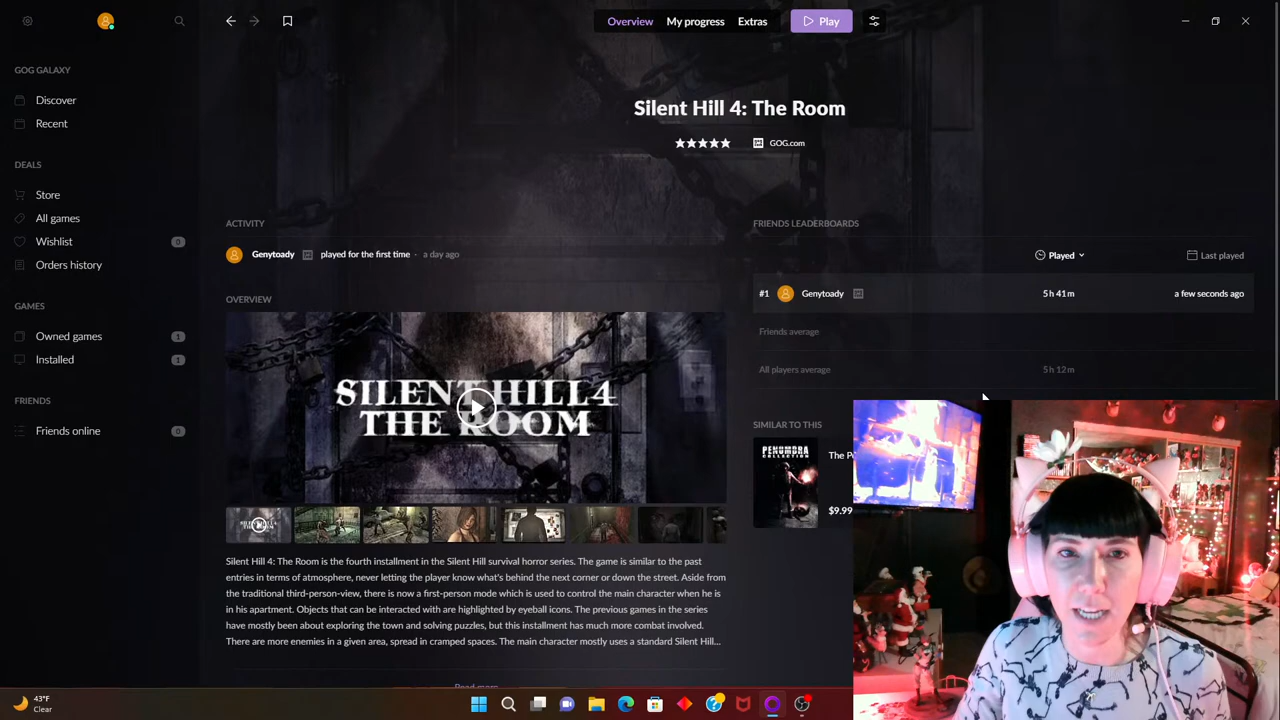 Overview
My progress
Extras
Play
GOG GALAXY
Discover
Recent
DEALS
Store
All games
Wishlist 0
Orders history
GAMES
Owned games 1
Installed 1
FRIENDS
Friends online 0
Silent Hill 4: The Room
GOG.com
ACTIVITY
Genytoady played for the first time · a day ago
OVERVIEW
SILENT HILL 4
THE ROOM
Silent Hill 4: The Room is the fourth installment in the Silent Hill survival horror series. The game is similar to the past
entries in terms of atmosphere, never letting the player know what's behind the next corner or down the street. Aside from
the traditional third-person-view, there is now a first-person mode which is used to control the main character when he is
in his apartment. Objects that can be interacted with are highlighted by eyeball icons. The previous games in the series
have mostly been about exploring the town and solving puzzles, but this installment has much more combat involved.
There are more enemies in a given area, spread in cramped spaces. The main character mostly uses a standard Silent Hill...
Read more
FRIENDS LEADERBOARDS
Played
Last played
#1 Genytoady 5 h 41 m a few seconds ago
Friends average
All players average 5 h 12 m
SIMILAR TO THIS
PENUMBRA
COLLECTION
The P
$9.99
43°F
Clear